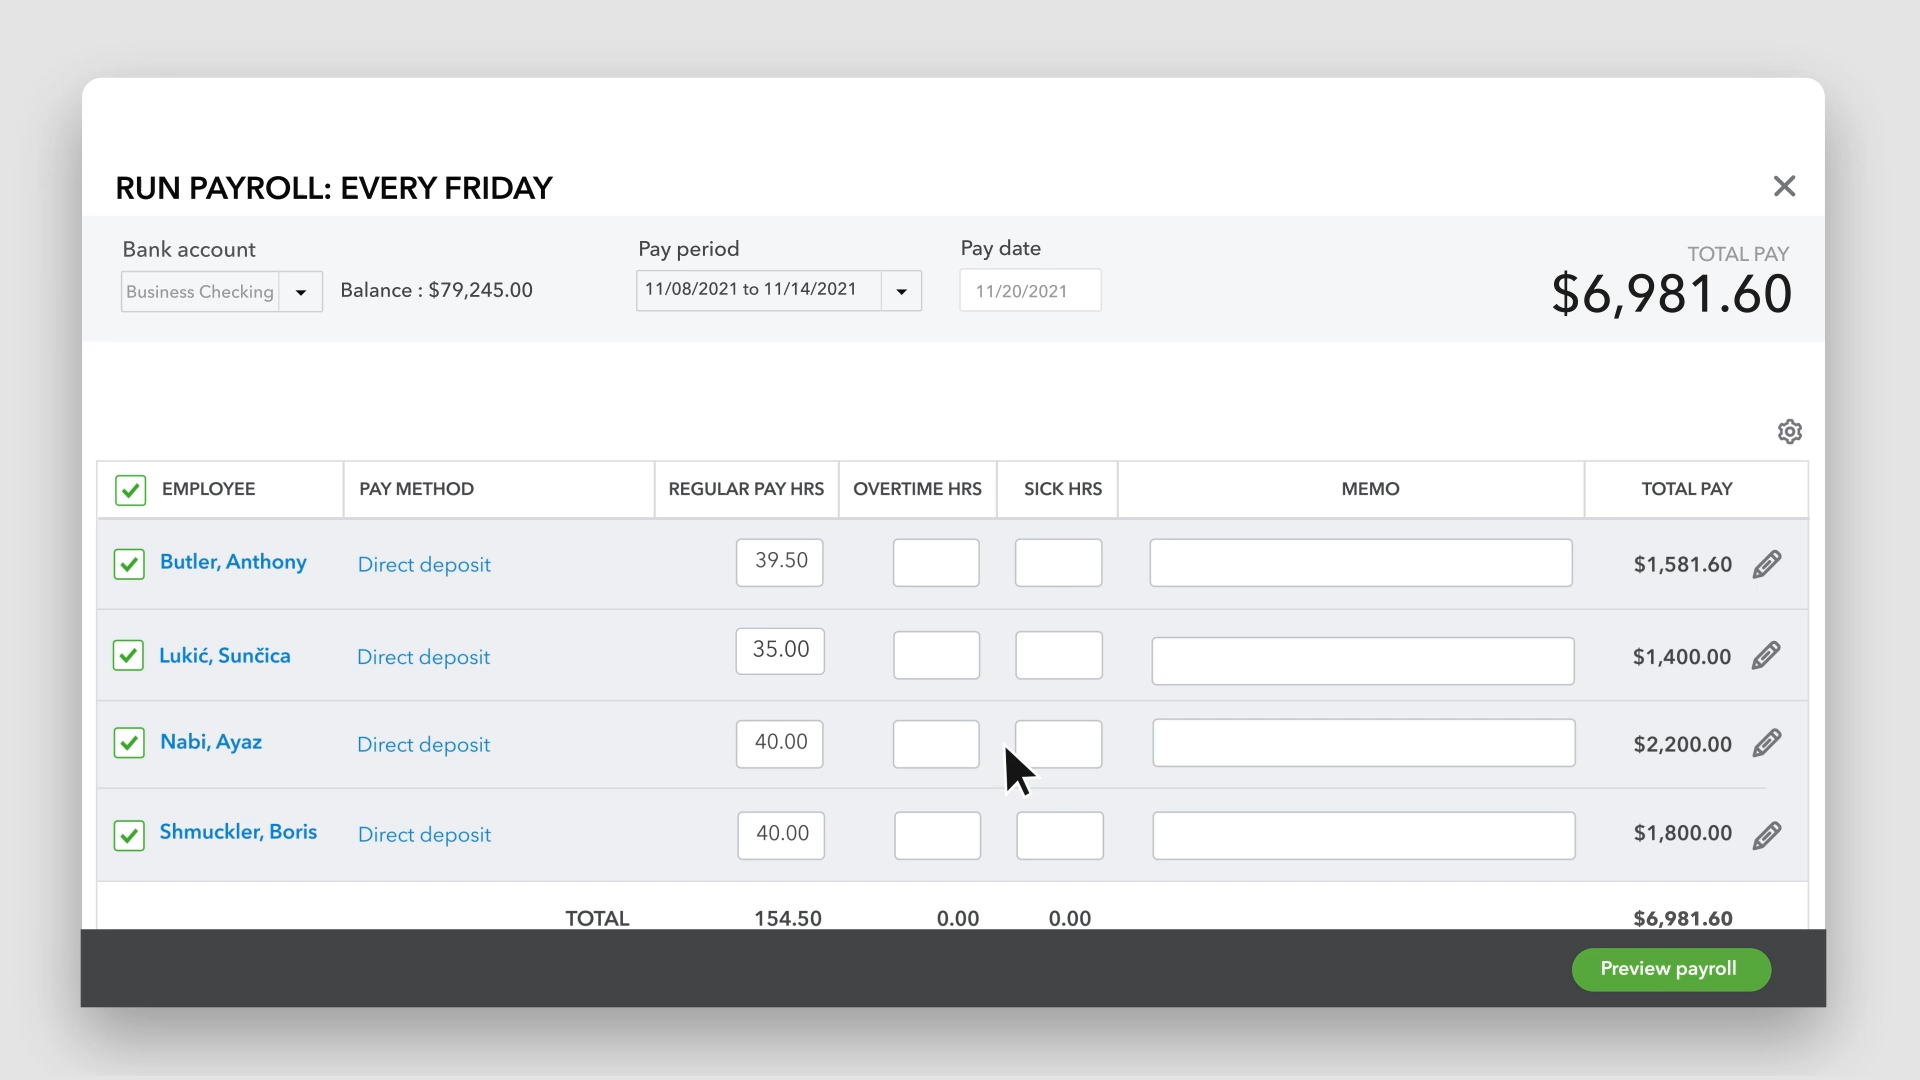 RUN PAYROLL: EVERY FRIDAY
Bank account
Business Checking
Balance : $79,245.00
Pay period
11/08/2021 to 11/14/2021
Pay date
11/20/2021
TOTAL PAY
$6,981.60
EMPLOYEE PAY METHOD REGULAR PAY HRS OVERTIME HRS SICK HRS MEMO TOTAL PAY
Butler, Anthony Direct deposit 39.50 $1,581.60
Lukić, Sunčica Direct deposit 35.00 $1,400.00
Nabi, Ayaz Direct deposit 40.00 $2,200.00
Shmuckler, Boris Direct deposit 40.00 $1,800.00
TOTAL 154.50 0.00 0.00 $6,981.60
Preview payroll